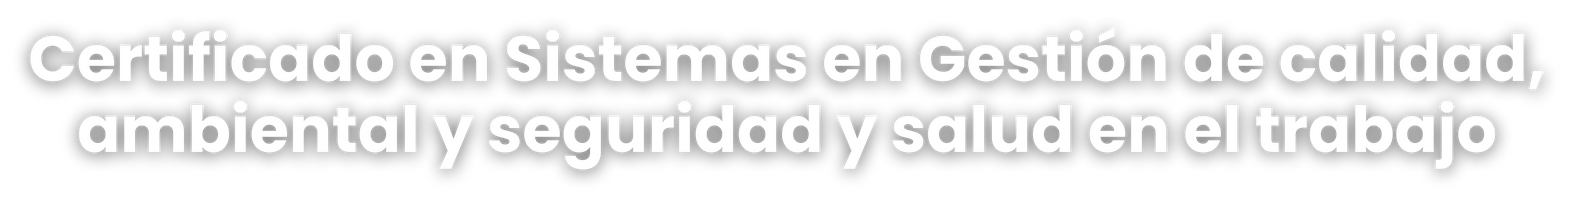 Certificado en Sistemas en Gestión de calidad,
ambiental y seguridad y salud en el trabajo